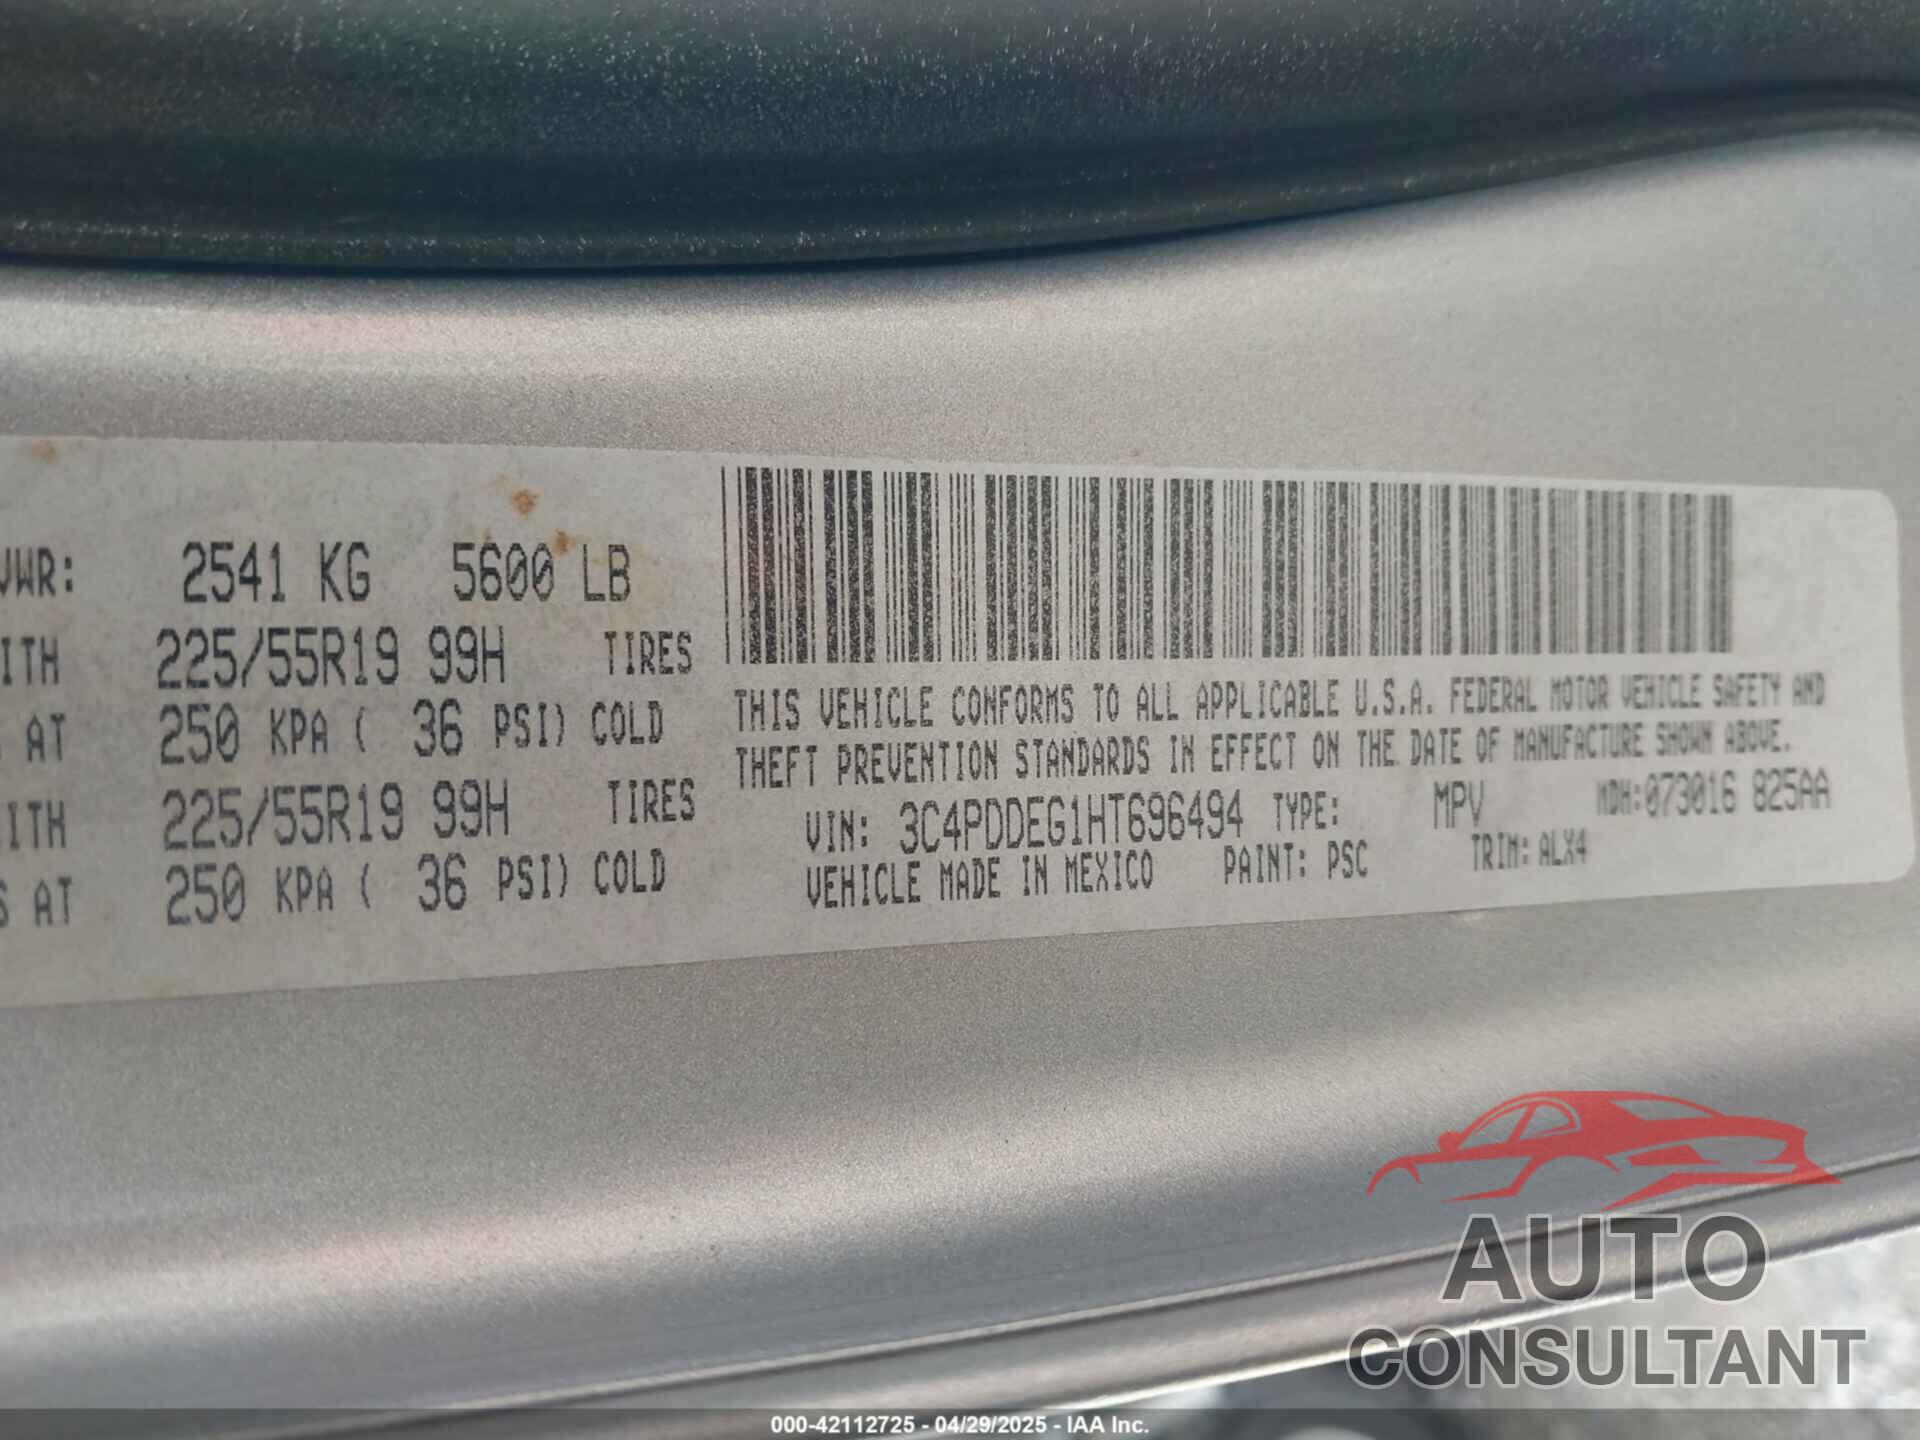 VWR: 2541 KG 5600 LB
ITH 225/55R19 99H TIRES
AT 250 KPA ( 36 PSI) COLD
ITH 225/55R19 99H TIRES
S AT 250 KPA ( 36 PSI) COLD
THIS VEHICLE CONFORMS TO ALL APPLICABLE U.S.A. FEDERAL MOTOR VEHICLE SAFETY AND
THEFT PREVENTION STANDARDS IN EFFECT ON THE DATE OF MANUFACTURE SHOWN ABOVE.
VIN: 3C4PDDEG1HT696494 TYPE: MPV MDH:073016 825AA
VEHICLE MADE IN MEXICO PAINT: PSC TRIM: ALX4
AUTO
CONSULTANT
000-42112725 - 04/29/2025 - IAA Inc.